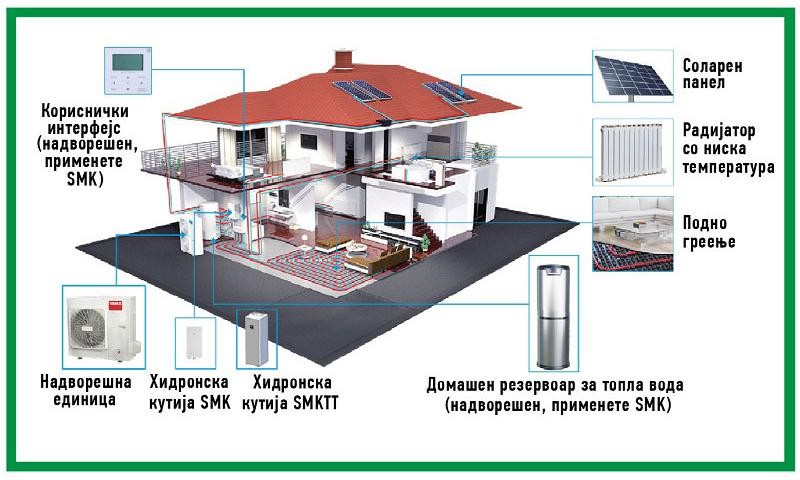 Кориснички
интерфејс
(надворешен,
применете
SMK)
Соларен
панел
Радијатор
со ниска
температура
Подно
греење
Надворешна
единица
Хидронска
кутија SMK
Хидронска
кутија SMKTT
Домашен резервоар за топла вода
(надворешен, применете SMK)